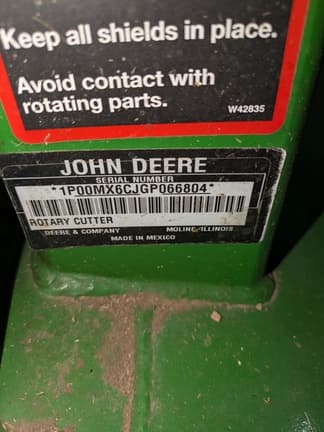 Keep all shields in place.
Avoid contact with
rotating parts.
W42835
JOHN DEERE
SERIAL NUMBER
*1P00MX6CJGP066804*
ROTARY CUTTER
DEERE & COMPANY MOLINE, ILLINOIS
MADE IN MEXICO